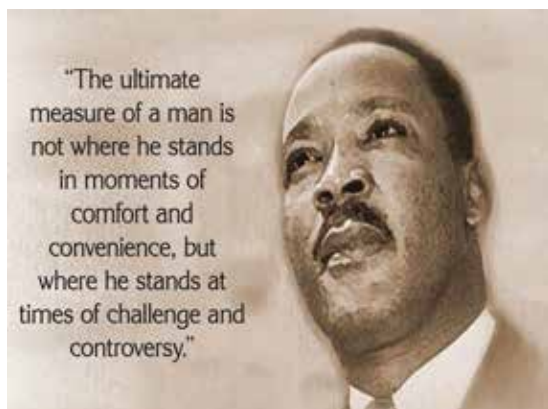 “The ultimate
measure of a man is
not where he stands
in moments of
comfort and
convenience, but
where he stands at
times of challenge and
controversy.”